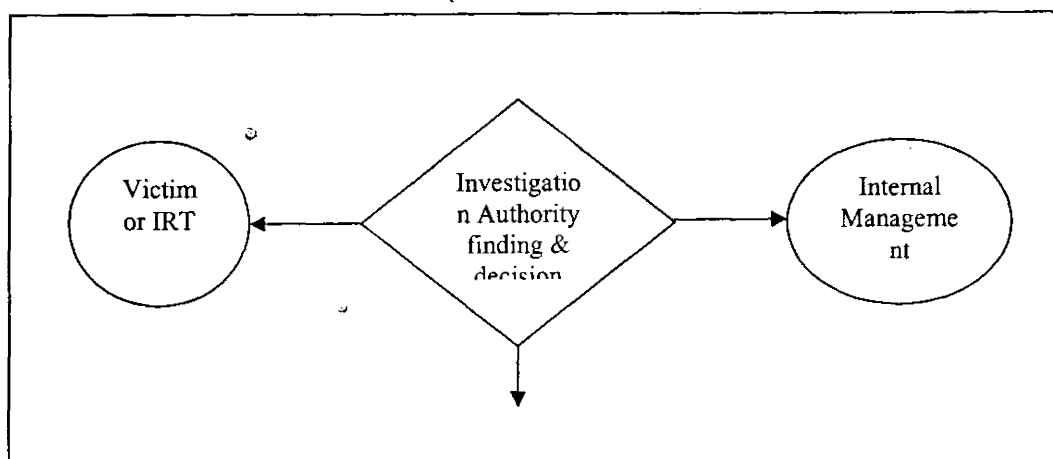 Victim
or IRT
Investigatio
n Authority
finding &
decision
Internal
Manageme
nt